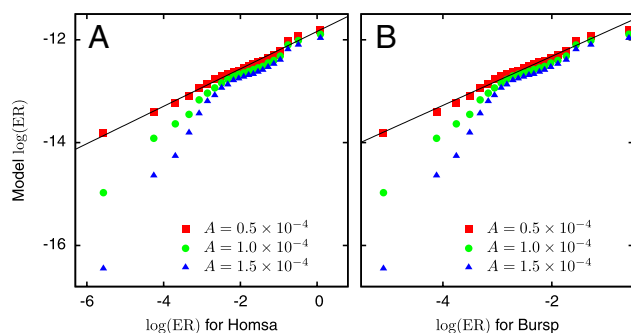 A
B
-12
-14
-16
Model log(ER)
A = 0.5 × 10⁻⁴
A = 1.0 × 10⁻⁴
A = 1.5 × 10⁻⁴
A = 0.5 × 10⁻⁴
A = 1.0 × 10⁻⁴
A = 1.5 × 10⁻⁴
-6 -4 -2 0
-4 -2
log(ER) for Homsa
log(ER) for Bursp